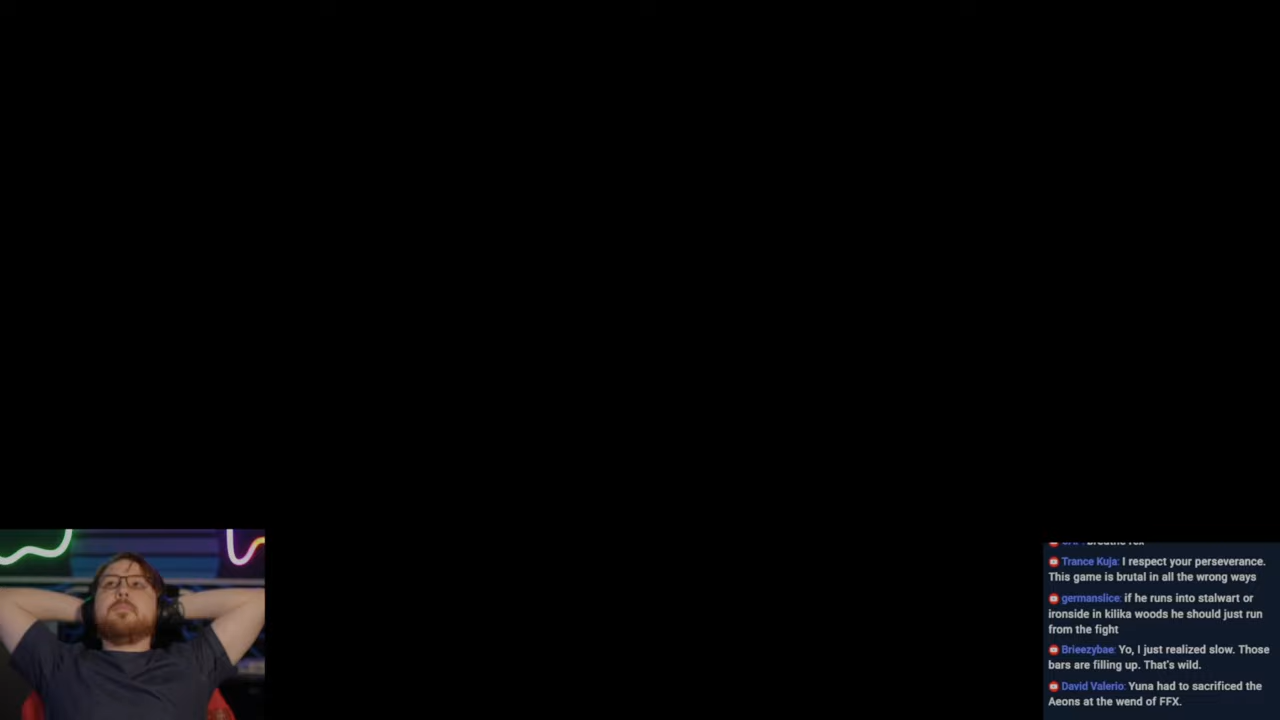 Trance Kuja: I respect your perseverance.
This game is brutal in all the wrong ways
germanslice: if he runs into stalwart or
ironside in kilika woods he should just run
from the fight
Brieezybae: Yo, I just realized slow. Those
bars are filling up. That's wild.
David Valerio: Yuna had to sacrificed the
Aeons at the wend of FFX.